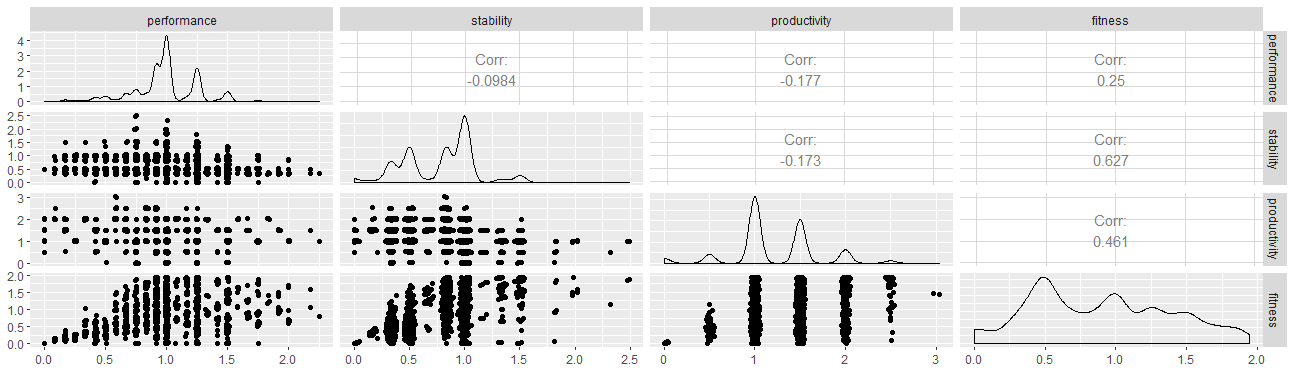 performance stability productivity fitness
4
3
2
1
0
Corr:
-0.0984
Corr:
-0.177
Corr:
0.25
performance
2.5
2.0
1.5
1.0
0.5
0.0
Corr:
-0.173
Corr:
0.627
stability
3
2
1
0
Corr:
0.461
productivity
2.0
1.5
1.0
0.5
0.0
fitness
0.0 0.5 1.0 1.5 2.0 0.0 0.5 1.0 1.5 2.0 2.5 0 1 2 3 0.0 0.5 1.0 1.5 2.0